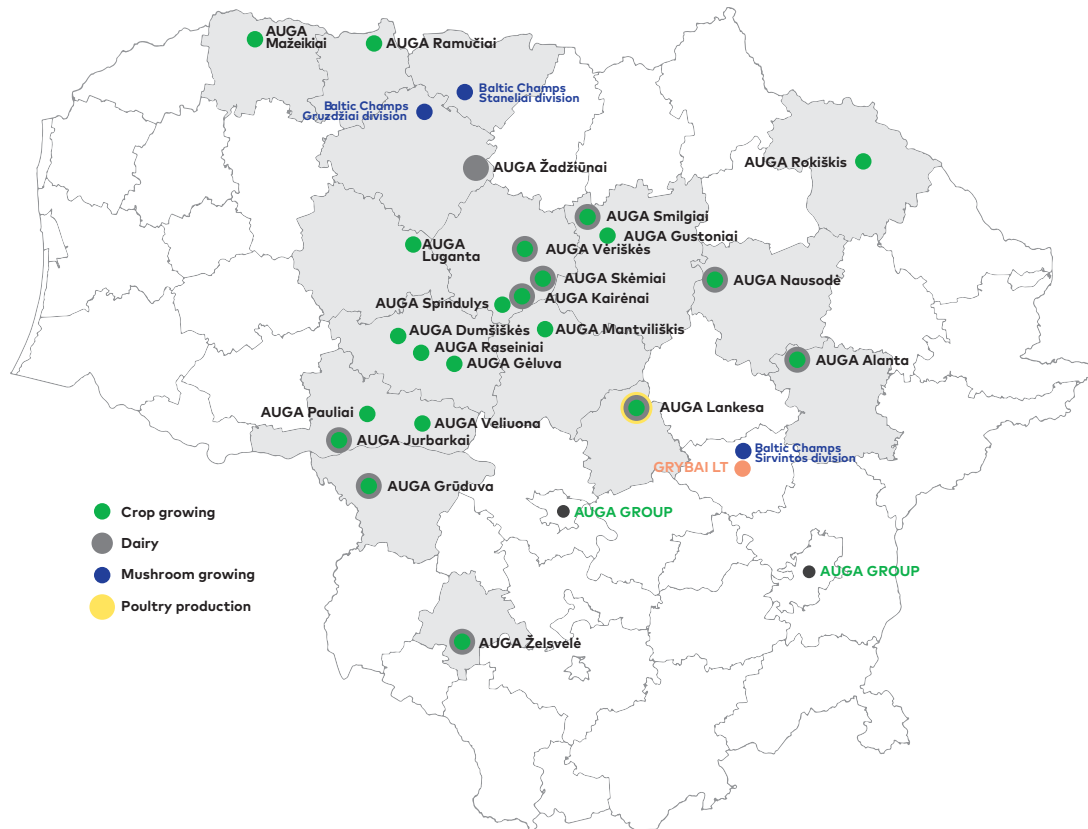 AUGA
Mažeikiai
AUGA Ramučiai
Baltic Champs
Staneliai division
Baltic Champs
Gruzdžiai division
AUGA Rokiškis
AUGA Žadžiūnai
AUGA Smilgiai
AUGA Gustoniai
AUGA
Luganta
AUGA Vėriškės
AUGA Skėmiai
AUGA Nausodė
AUGA Kairėnai
AUGA Spindulys
AUGA Dumšiškės
AUGA Mantviliškis
AUGA Raseiniai
AUGA Gėluva
AUGA Alanta
AUGA Lankesa
AUGA Pauliai
AUGA Veliuona
AUGA Jurbarkai
Baltic Champs
Sirvintos division
GRYBAI LT
AUGA Grūduva
AUGA GROUP
AUGA GROUP
AUGA Želsvelė
Crop growing
Dairy
Mushroom growing
Poultry production